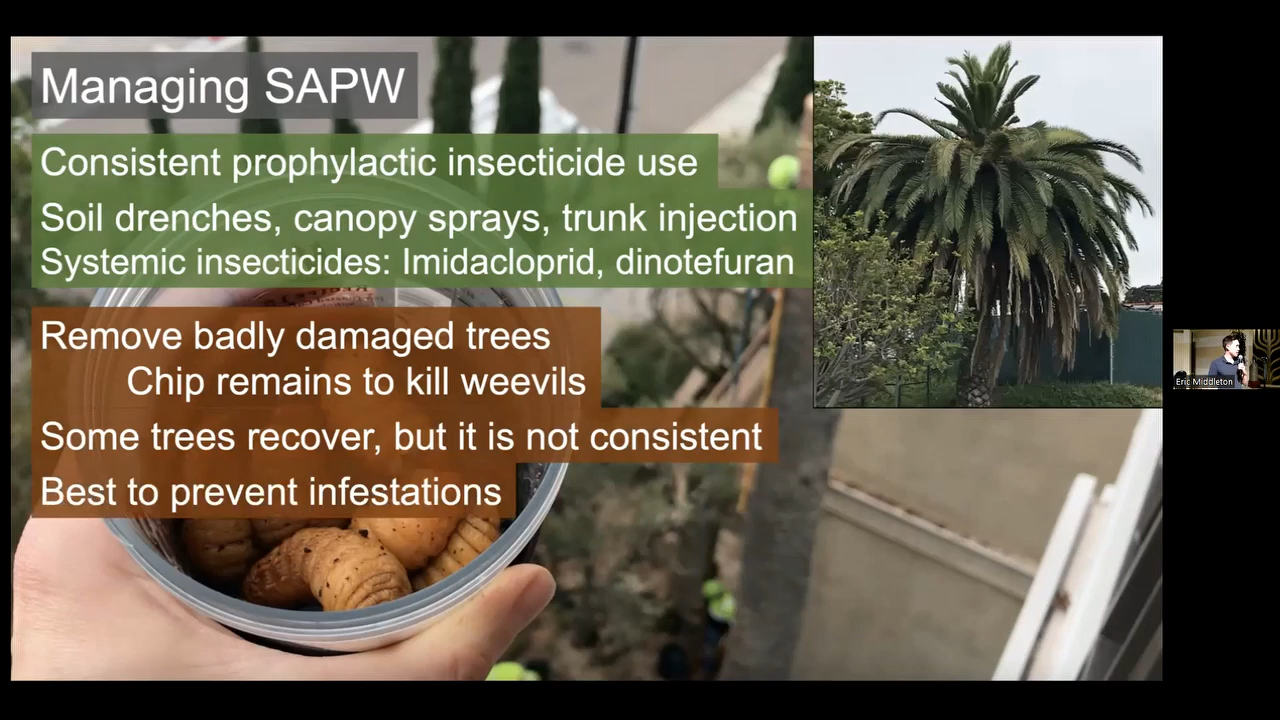 Managing SAPW
Consistent prophylactic insecticide use
Soil drenches, canopy sprays, trunk injection
Systemic insecticides: Imidacloprid, dinotefuran
Remove badly damaged trees
Chip remains to kill weevils
Some trees recover, but it is not consistent
Best to prevent infestations
Eric Middleton